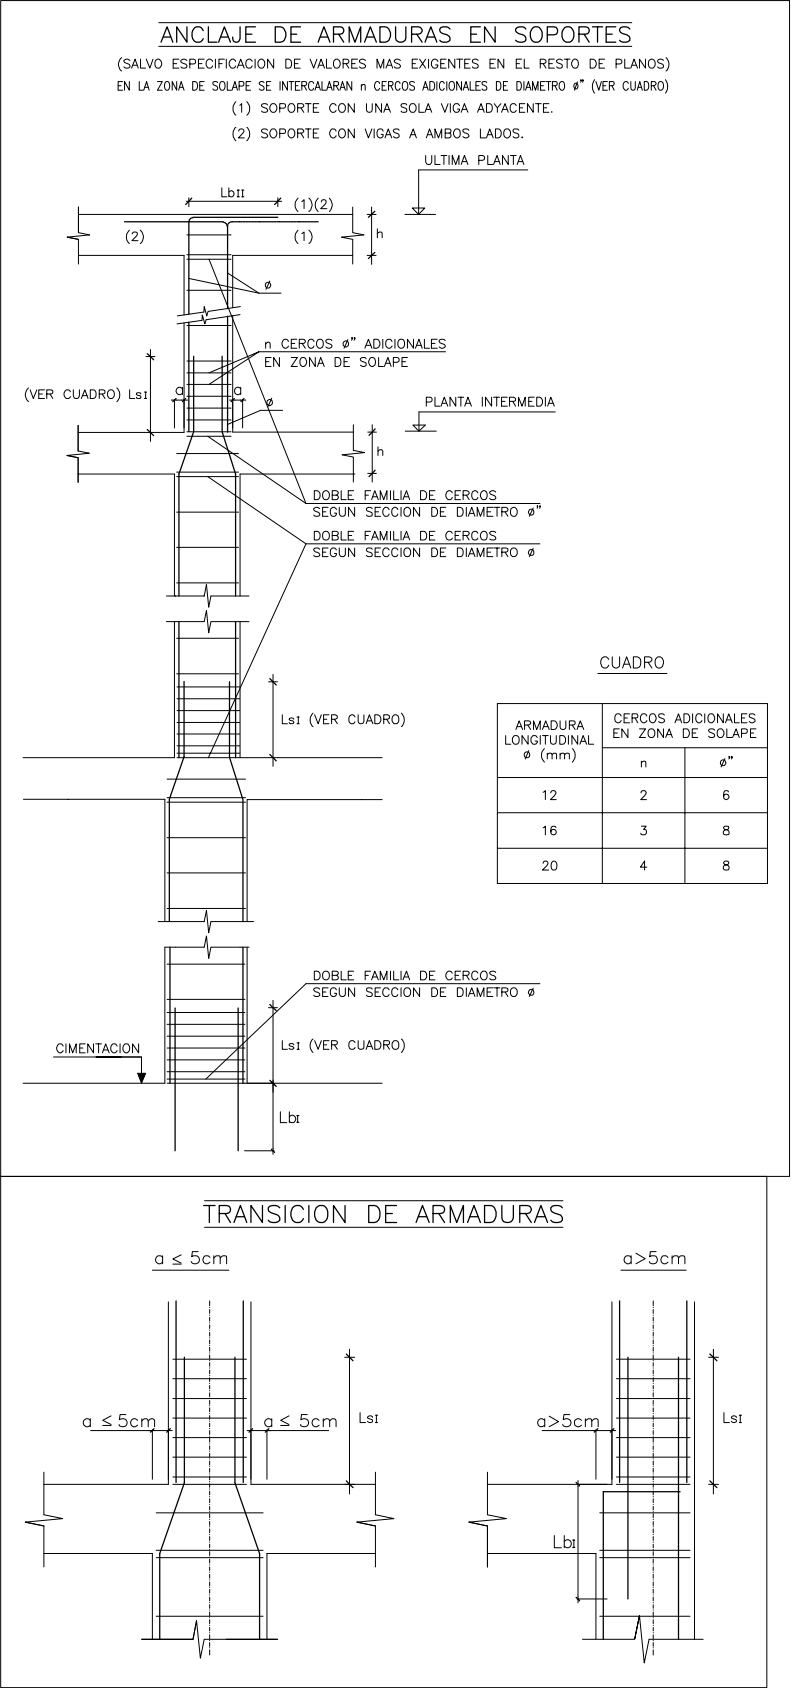 ANCLAJE DE ARMADURAS EN SOPORTES
(SALVO ESPECIFICACION DE VALORES MAS EXIGENTES EN EL RESTO DE PLANOS)
EN LA ZONA DE SOLAPE SE INTERCALARAN n CERCOS ADICIONALES DE DIAMETRO ø" (VER CUADRO)
(1) SOPORTE CON UNA SOLA VIGA ADYACENTE.
(2) SOPORTE CON VIGAS A AMBOS LADOS.
ULTIMA PLANTA
LbII
(1)(2)
(2)
(1)
h
ø
n CERCOS ø" ADICIONALES
EN ZONA DE SOLAPE
(VER CUADRO) LsI
a
a
ø
PLANTA INTERMEDIA
h
DOBLE FAMILIA DE CERCOS
SEGUN SECCION DE DIAMETRO ø"
DOBLE FAMILIA DE CERCOS
SEGUN SECCION DE DIAMETRO ø
LsI (VER CUADRO)
CUADRO
ARMADURA
LONGITUDINAL
ø (mm)
CERCOS ADICIONALES
EN ZONA DE SOLAPE
n ø"
12 2 6
16 3 8
20 4 8
DOBLE FAMILIA DE CERCOS
SEGUN SECCION DE DIAMETRO ø
LsI (VER CUADRO)
CIMENTACION
LbI
TRANSICION DE ARMADURAS
a ≤ 5cm
a>5cm
a ≤ 5cm
a ≤ 5cm
LsI
a>5cm
LsI
LbI